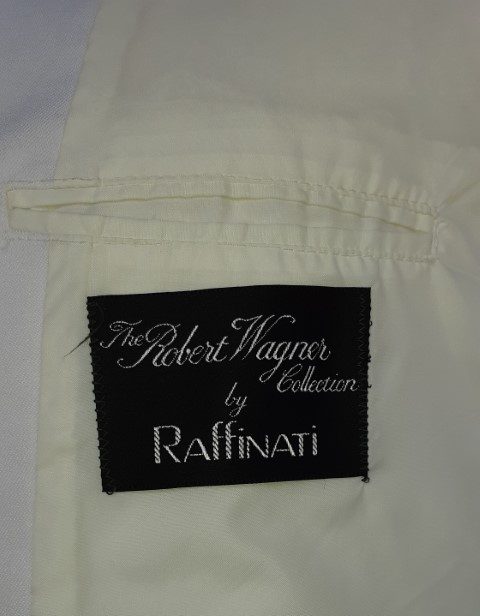 The Robert Wagner
Collection
by
Raffinati